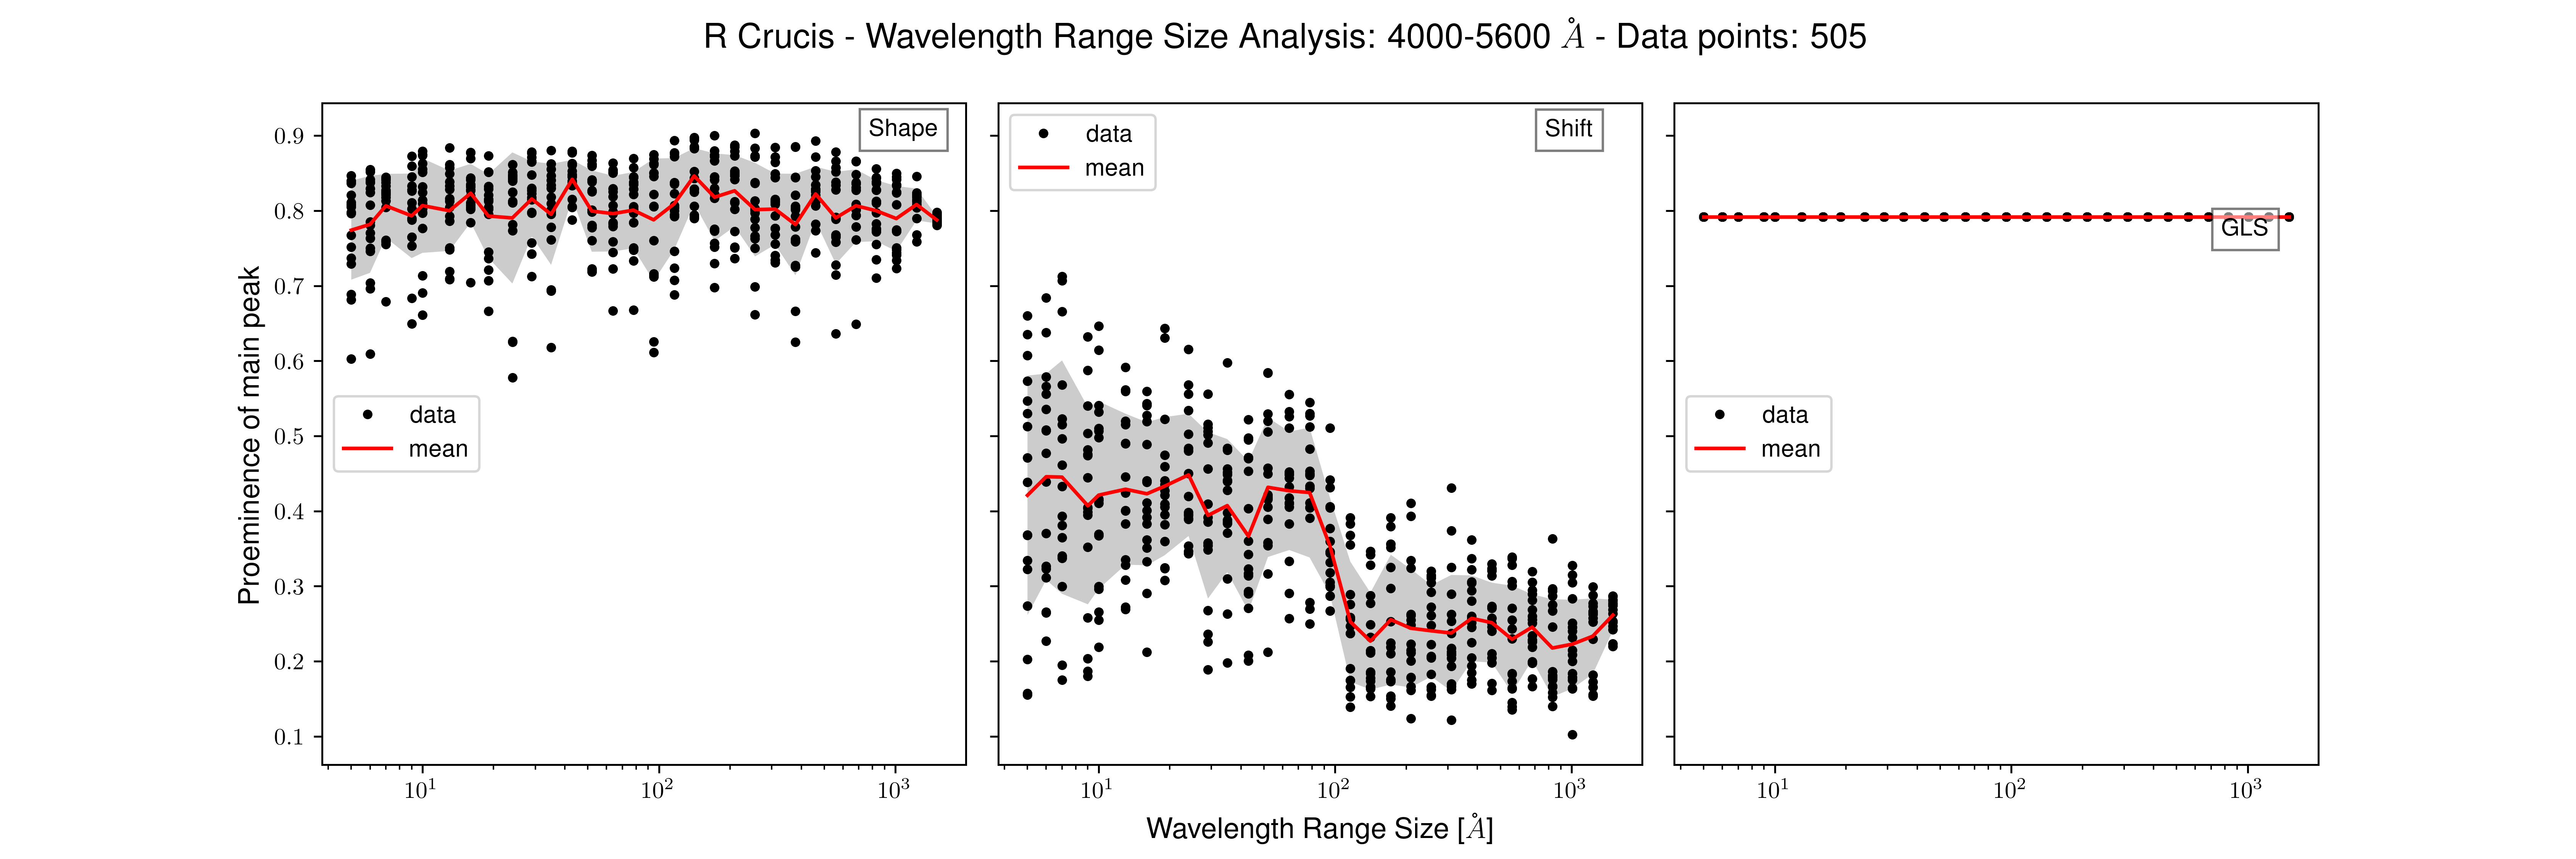 R Crucis - Wavelength Range Size Analysis: 4000-5600 Å - Data points: 505
Proeminence of main peak
0.9
0.8
0.7
0.6
0.5
0.4
0.3
0.2
0.1
Shape
data
mean
10¹ 10² 10³
data
mean
Shift
10¹ 10² 10³
GLS
data
mean
10¹ 10² 10³
Wavelength Range Size [Å]